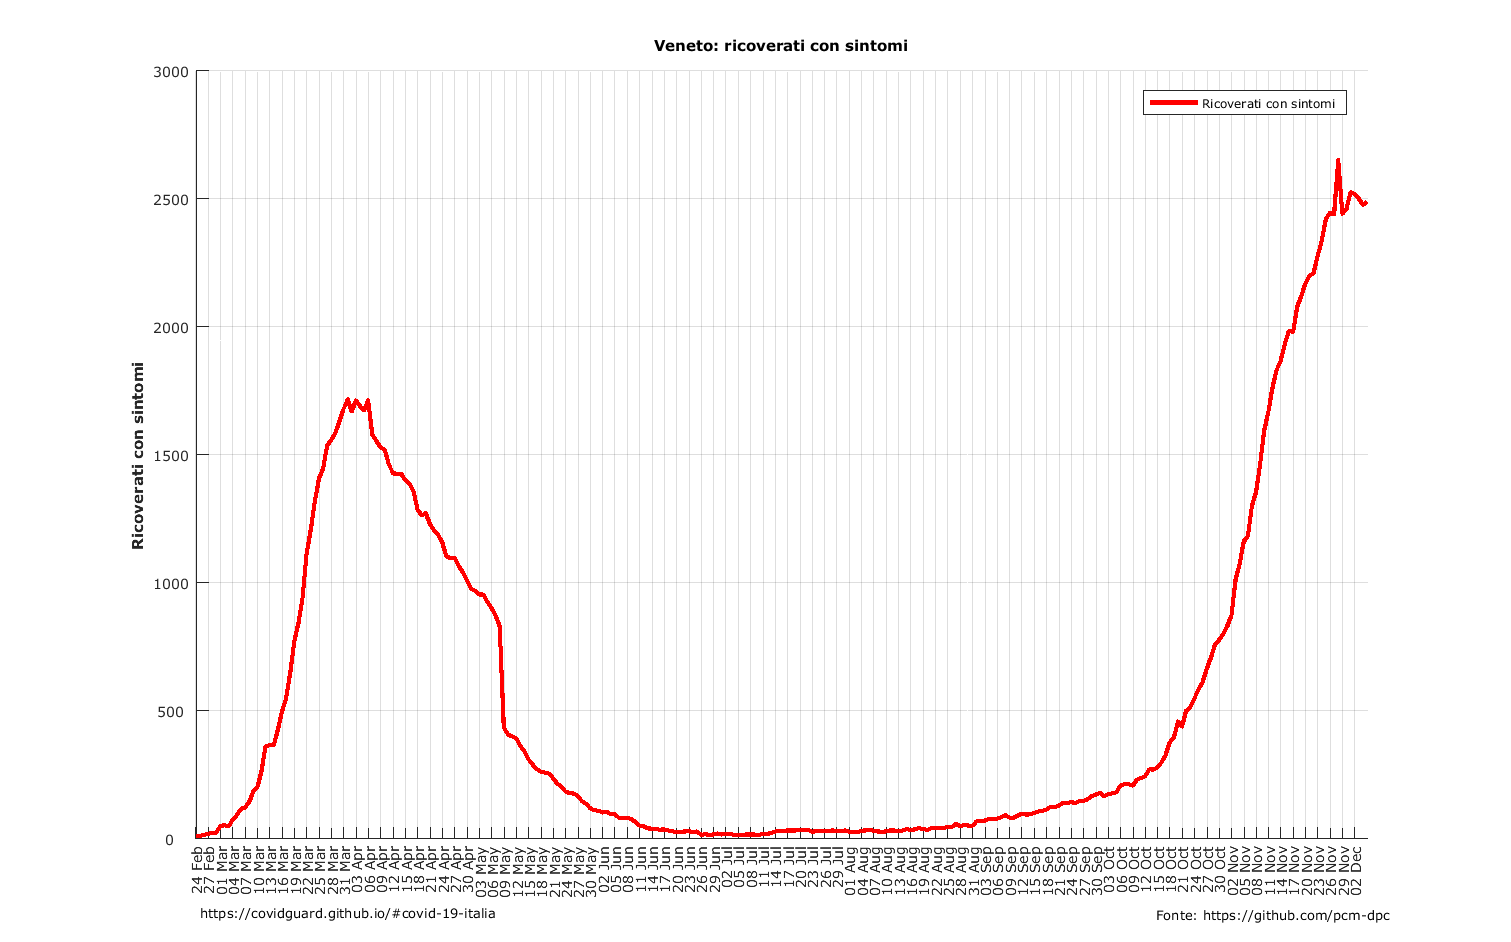 Veneto: ricoverati con sintomi
Ricoverati con sintomi
3000
2500
2000
1500
1000
500
0
Ricoverati con sintomi
24 Feb
27 Feb
01 Mar
04 Mar
07 Mar
10 Mar
13 Mar
16 Mar
19 Mar
22 Mar
25 Mar
28 Mar
31 Mar
03 Apr
06 Apr
09 Apr
12 Apr
15 Apr
18 Apr
21 Apr
24 Apr
27 Apr
30 Apr
03 May
06 May
09 May
12 May
15 May
18 May
21 May
24 May
27 May
30 May
02 Jun
05 Jun
08 Jun
11 Jun
14 Jun
17 Jun
20 Jun
23 Jun
26 Jun
29 Jun
02 Jul
05 Jul
08 Jul
11 Jul
14 Jul
17 Jul
20 Jul
23 Jul
26 Jul
29 Jul
01 Aug
04 Aug
07 Aug
10 Aug
13 Aug
16 Aug
19 Aug
22 Aug
25 Aug
28 Aug
31 Aug
03 Sep
06 Sep
09 Sep
12 Sep
15 Sep
18 Sep
21 Sep
24 Sep
27 Sep
30 Sep
03 Oct
06 Oct
09 Oct
12 Oct
15 Oct
18 Oct
21 Oct
24 Oct
27 Oct
30 Oct
02 Nov
05 Nov
08 Nov
11 Nov
14 Nov
17 Nov
20 Nov
23 Nov
26 Nov
29 Nov
02 Dec
https://covidguard.github.io/#covid-19-italia
Fonte: https://github.com/pcm-dpc